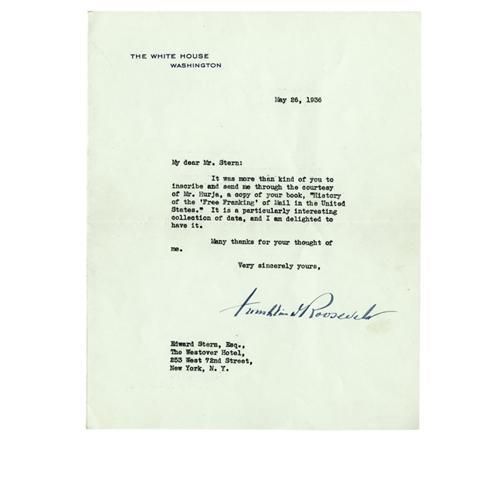 THE WHITE HOUSE
WASHINGTON
May 26, 1936
My dear Mr. Stern:
It was more than kind of you to
inscribe and send me through the courtesy
of Mr. Hurja, a copy of your book, "History
of the 'Free Franking' of Mail in the United
States." It is a particularly interesting
collection of data, and I am delighted to
have it.
Many thanks for your thought of
me.
Very sincerely yours,
Franklin D Roosevelt
Edward Stern, Esq.,
The Westover Hotel,
253 West 72nd Street,
New York, N. Y.